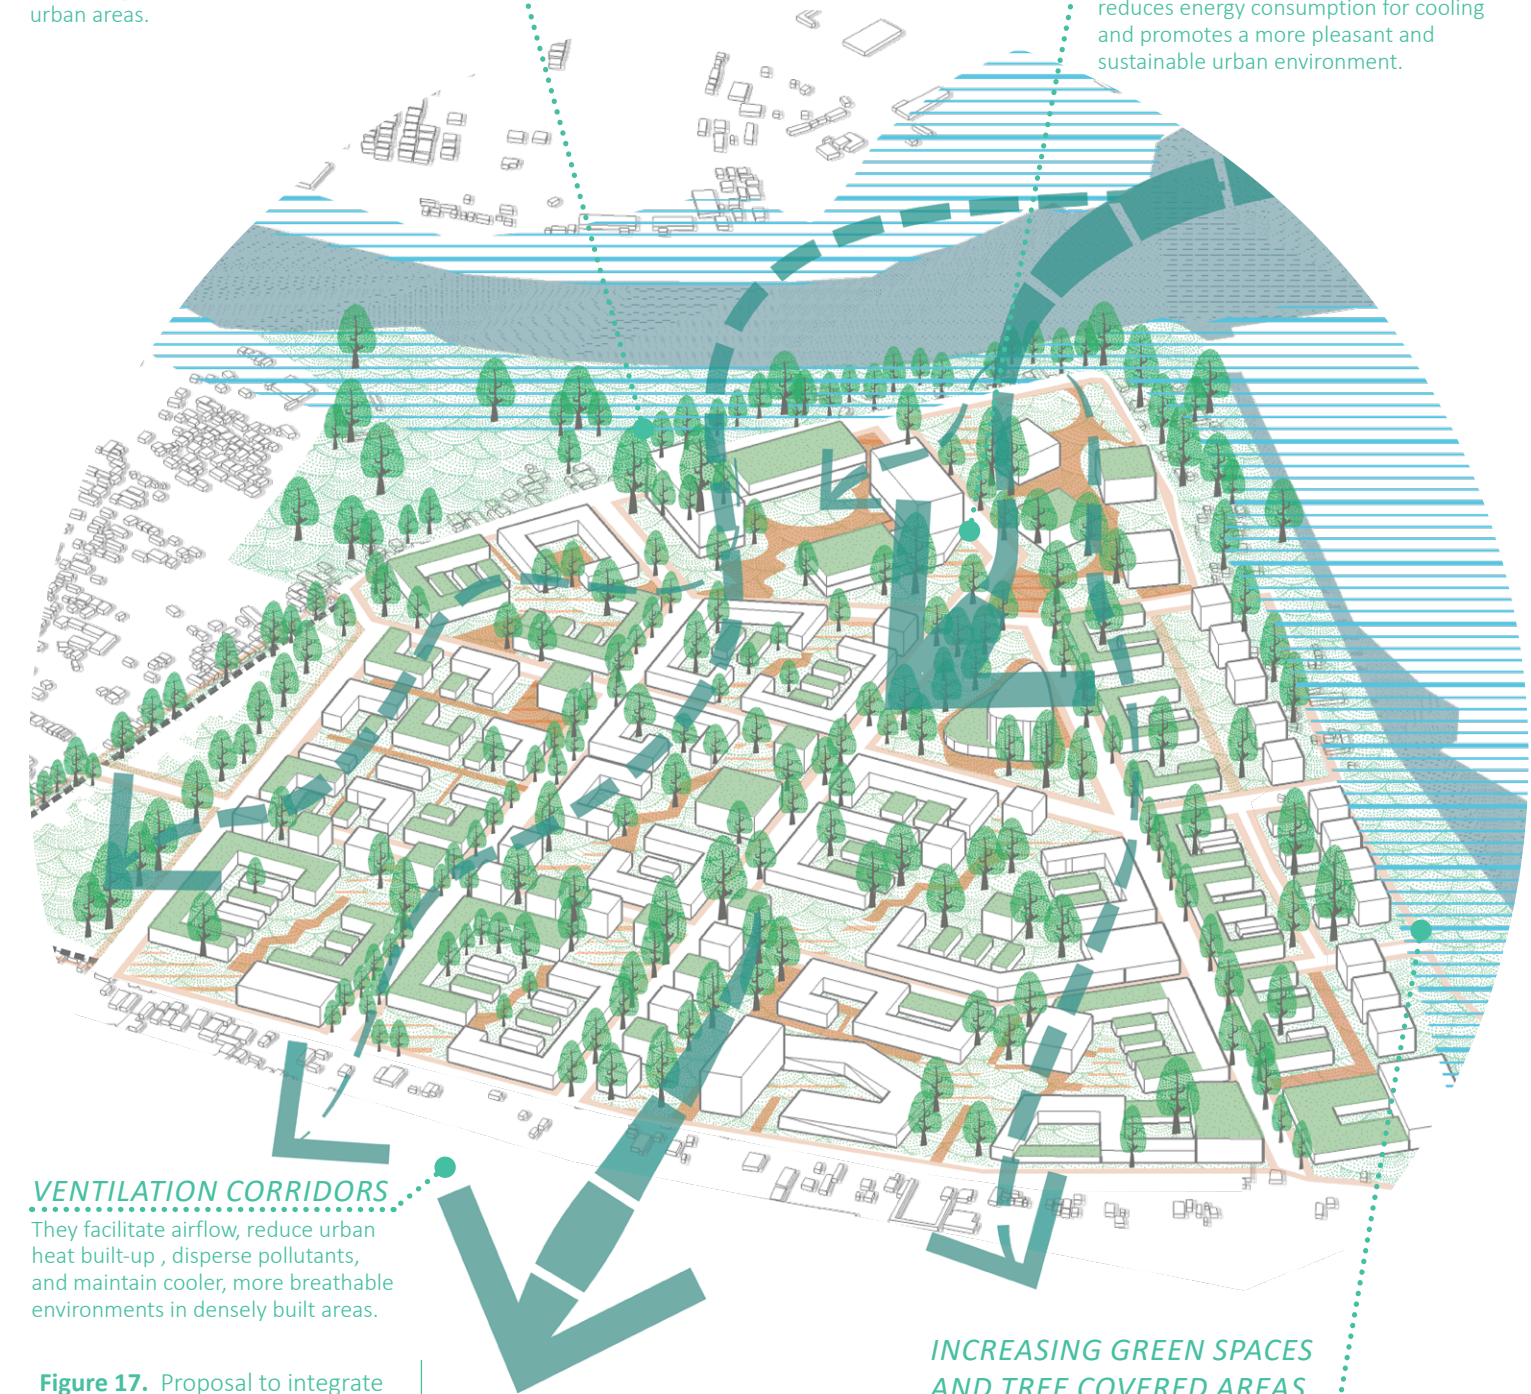 urban areas.
reduces energy consumption for cooling
and promotes a more pleasant and
sustainable urban environment.
VENTILATION CORRIDORS
They facilitate airflow, reduce urban
heat built-up , disperse pollutants,
and maintain cooler, more breathable
environments in densely built areas.
Figure 17. Proposal to integrate
INCREASING GREEN SPACES
AND TREE COVERED AREAS